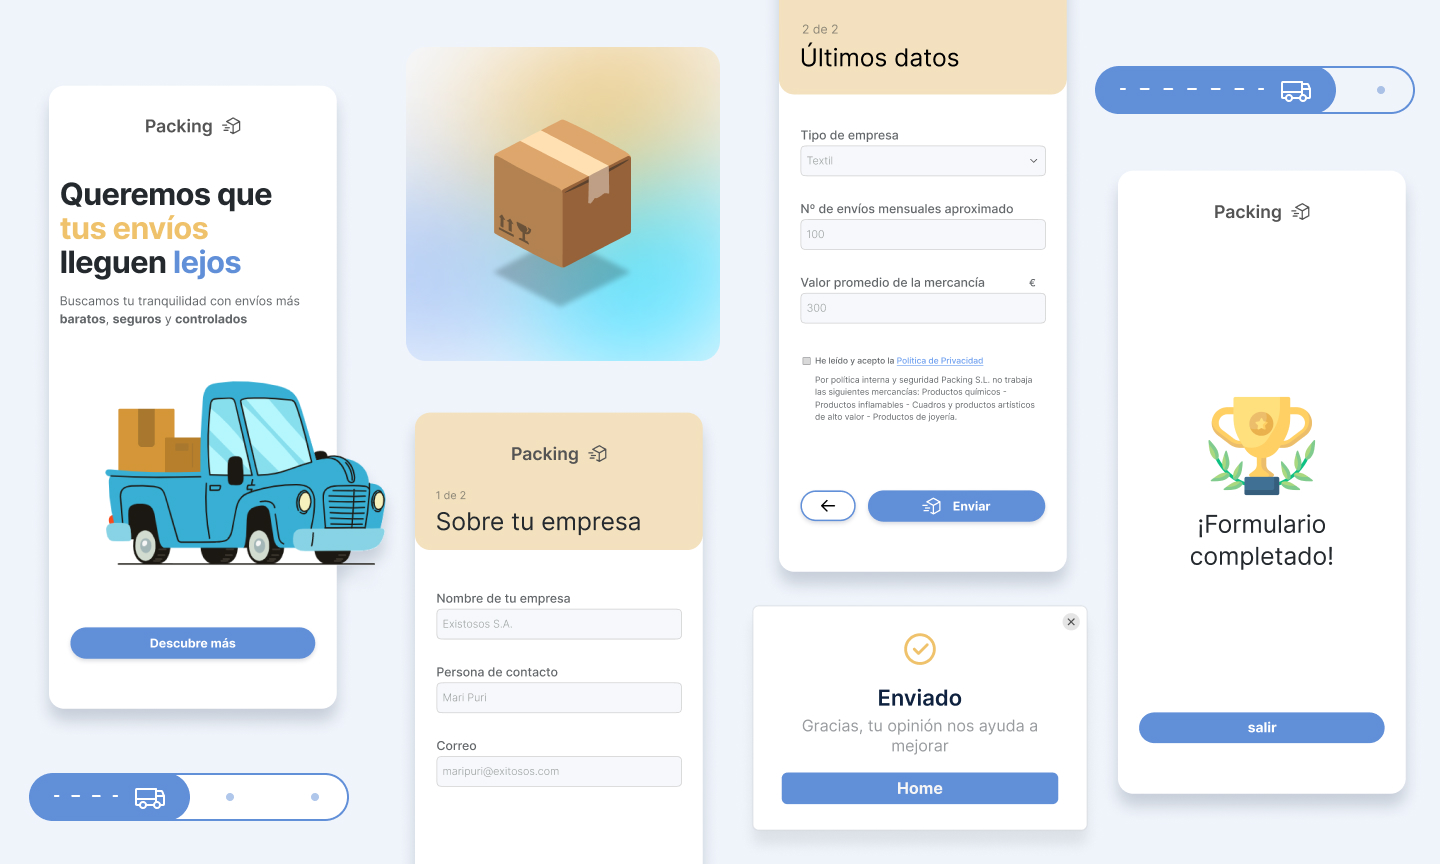 Packing
Queremos que
tus envíos
lleguen lejos
Buscamos tu tranquilidad con envíos más
baratos, seguros y controlados
Descubre más
Packing
1 de 2
Sobre tu empresa
Nombre de tu empresa
Existosos S.A.
Persona de contacto
Mari Puri
Correo
maripuri@exitosos.com
2 de 2
Últimos datos
Tipo de empresa
Textil
Nº de envíos mensuales aproximado
100
Valor promedio de la mercancía €
300
He leído y acepto la Política de Privacidad
Por política interna y seguridad Packing S.L. no trabaja
las siguientes mercancías: Productos químicos -
Productos inflamables - Cuadros y productos artísticos
de alto valor - Productos de joyería.
Enviar
Enviado
Gracias, tu opinión nos ayuda a
mejorar
Home
Packing
¡Formulario
completado!
salir